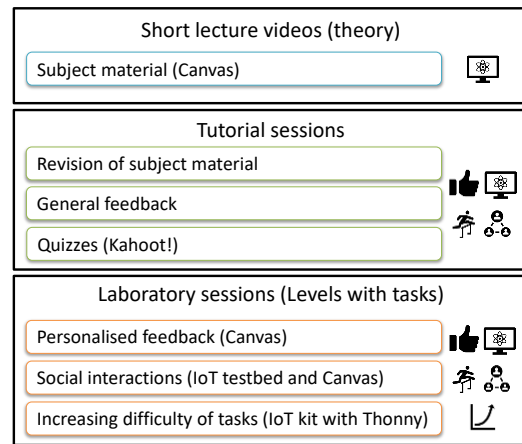 Short lecture videos (theory)
Subject material (Canvas)
Tutorial sessions
Revision of subject material
General feedback
Quizzes (Kahoot!)
Laboratory sessions (Levels with tasks)
Personalised feedback (Canvas)
Social interactions (IoT testbed and Canvas)
Increasing difficulty of tasks (IoT kit with Thonny)